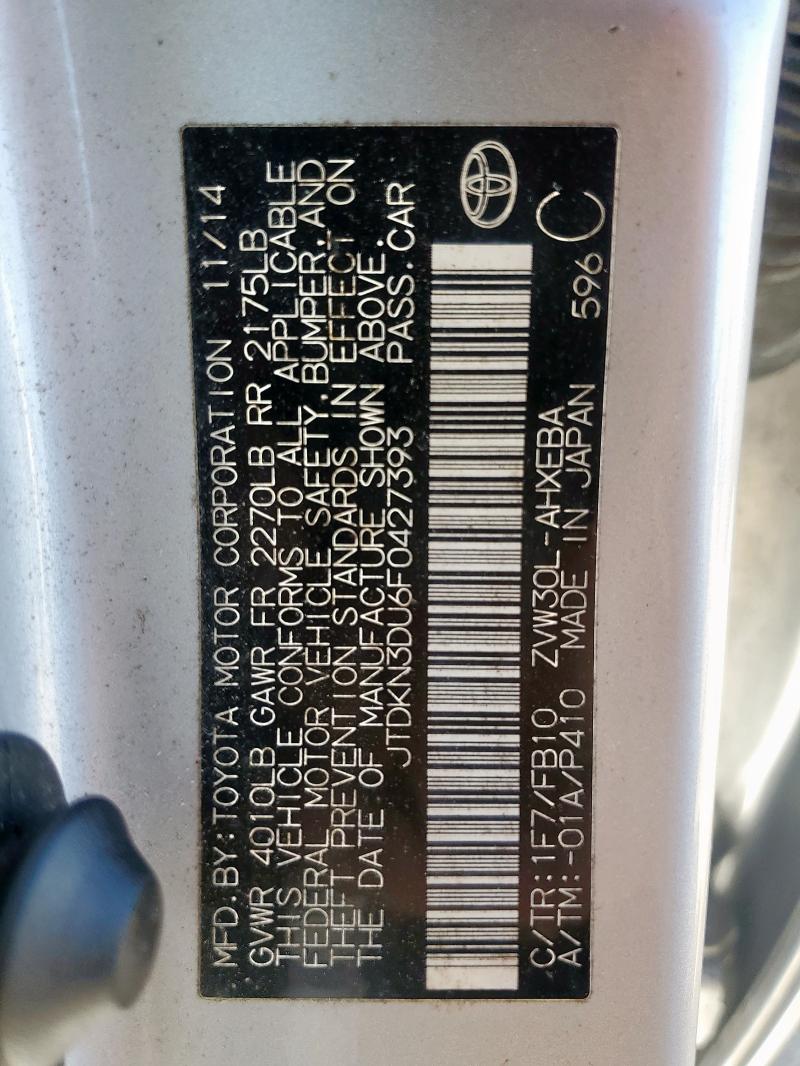 MFD.BY:TOYOTA MOTOR CORPORATION 11/14
GVWR 4010LB GAWR FR 2270LB RR 2175LB
THIS VEHICLE CONFORMS TO ALL APPLICABLE
FEDERAL MOTOR VEHICLE SAFETY,BUMPER,AND
THEFT PREVENTION STANDARDS IN EFFECT ON
THE DATE OF MANUFACTURE SHOWN ABOVE.
JTDKN3DU6F0427393 PASS.CAR
C/TR:1F7/FB10 ZVW30L-AHXEBA
A/TM:-01A/P410 MADE IN JAPAN 596 C